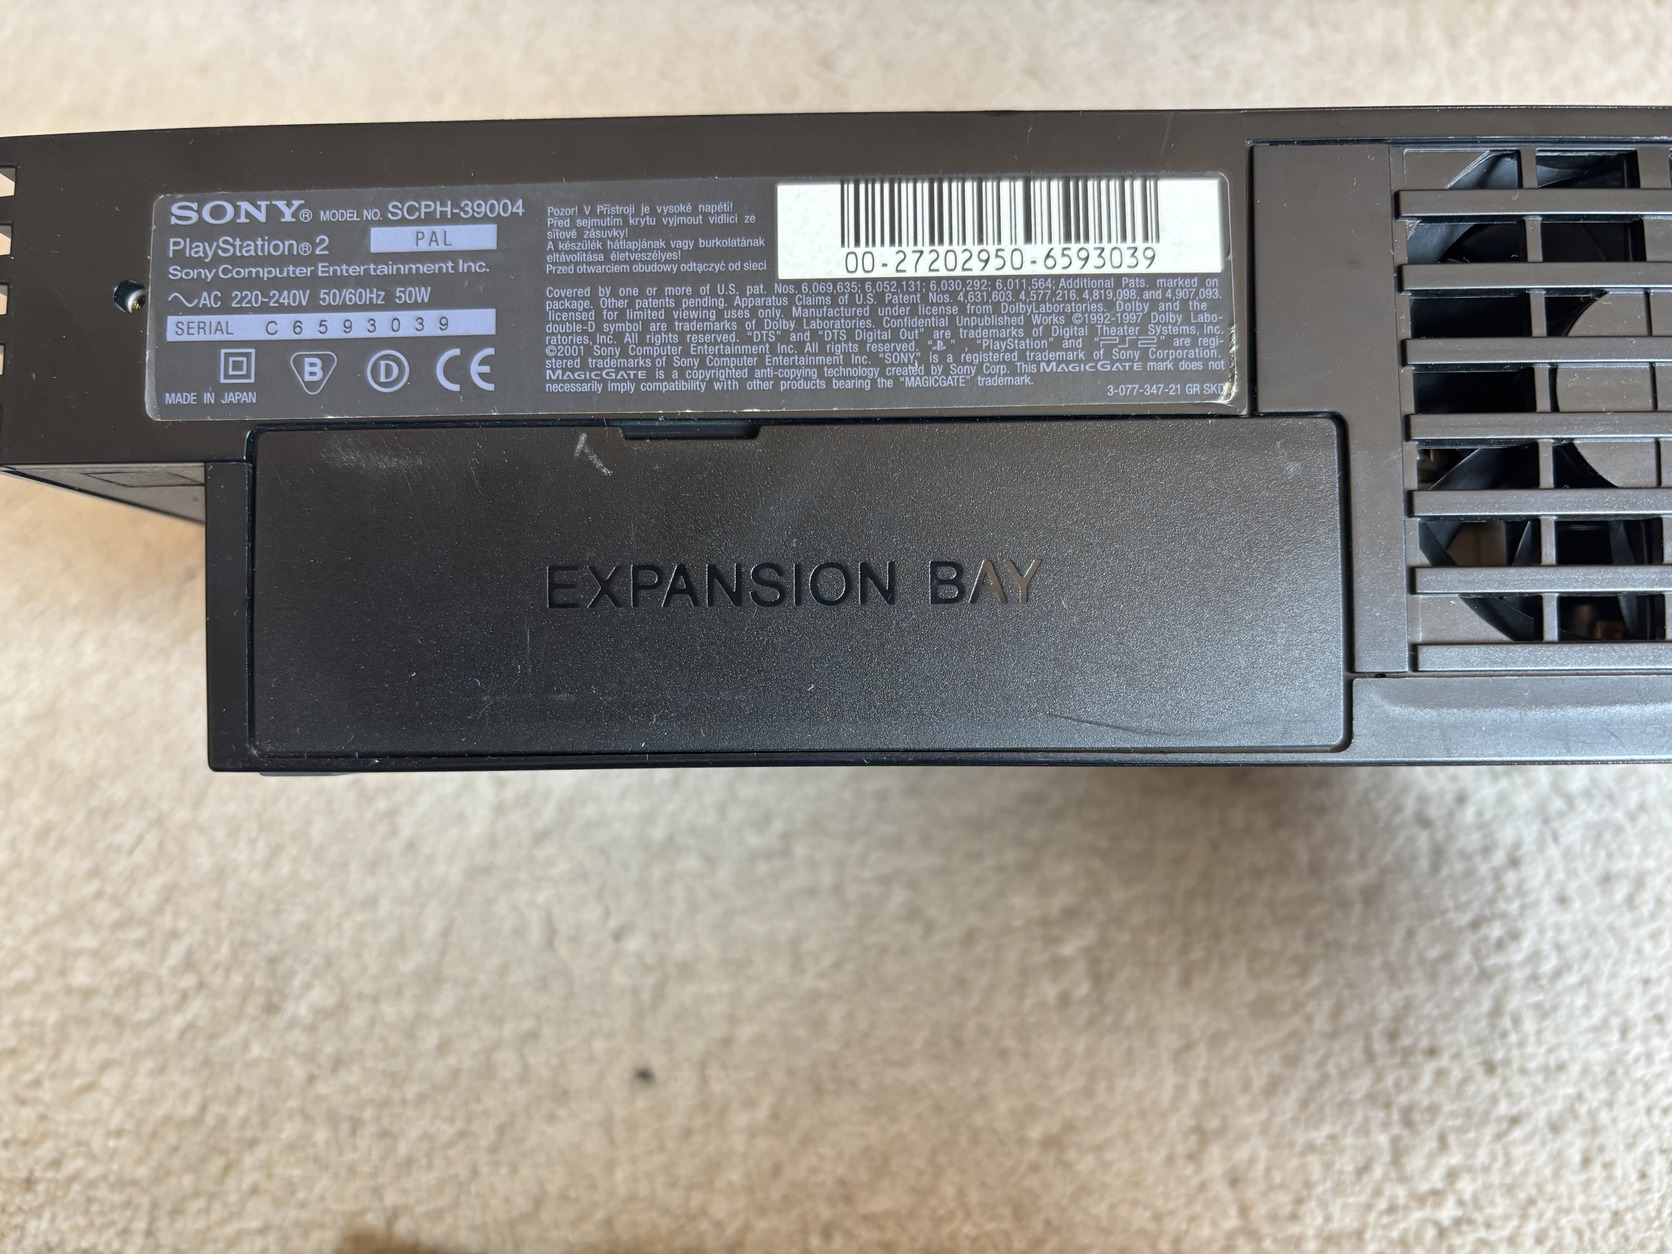 SONY® MODEL NO. SCPH-39004
PlayStation®2 PAL
Sony Computer Entertainment Inc.
AC 220-240V 50/60Hz 50W
SERIAL C6593039
B D CE
MADE IN JAPAN
Pozor! V Přístroji je vysoké napětí!
Před sejmutím krytu vyjmout vidlici ze
síťové zásuvky!
A készülék hátlapjának vagy burkolatának
eltávolítása életveszélyes!
Przed otwarciem obudowy odtączyć od sieci
00-27202950-6593039
Covered by one or more of U.S. pat. Nos. 6,069,635; 6,052,131; 6,030,292; 6,011,564; Additional Pats. marked on
package. Other patents pending. Apparatus Claims of U.S. Patent Nos. 4,631,603, 4,577,216, 4,819,098, and 4,907,093,
licensed for limited viewing uses only. Manufactured under license from DolbyLaboratories. Dolby and the
double-D symbol are trademarks of Dolby Laboratories. Confidential Unpublished Works ©1992-1997 Dolby Labo-
ratories, Inc. All rights reserved. "DTS" and "DTS Digital Out" are trademarks of Digital Theater Systems, Inc.
©2001 Sony Computer Entertainment Inc. All rights reserved. " ", "PlayStation" and "PS2" are regi-
stered trademarks of Sony Computer Entertainment Inc. "SONY" is a registered trademark of Sony Corporation.
MAGICGATE is a copyrighted anti-copying technology created by Sony Corp. This MAGICGATE mark does not
necessarily imply compatibility with other products bearing the "MAGICGATE" trademark.
3-077-347-21 GR SKD
EXPANSION BAY